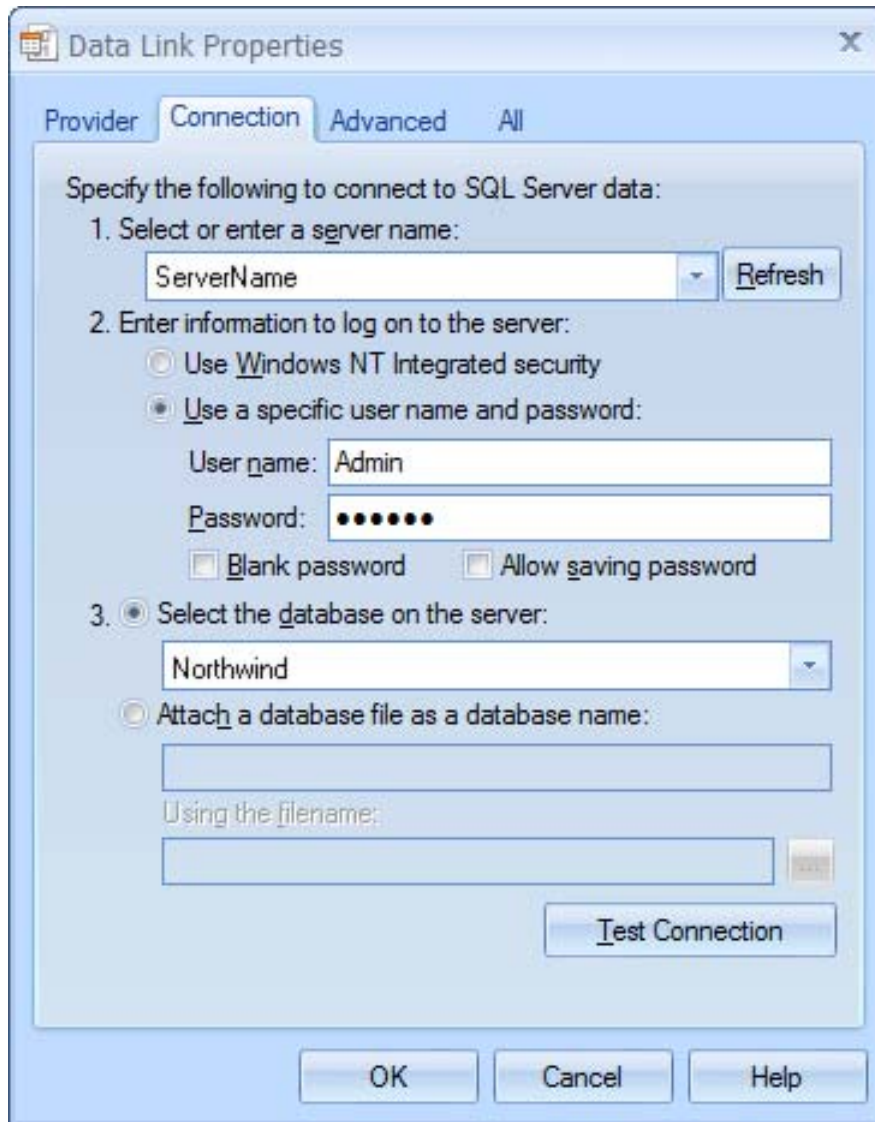 Data Link Properties
Provider Connection Advanced All
Specify the following to connect to SQL Server data:
1. Select or enter a server name:
ServerName Refresh
2. Enter information to log on to the server:
Use Windows NT Integrated security
Use a specific user name and password:
User name: Admin
Password: ●●●●●●
Blank password Allow saving password
3. Select the database on the server:
Northwind
Attach a database file as a database name:
Using the filename:
...
Test Connection
OK Cancel Help